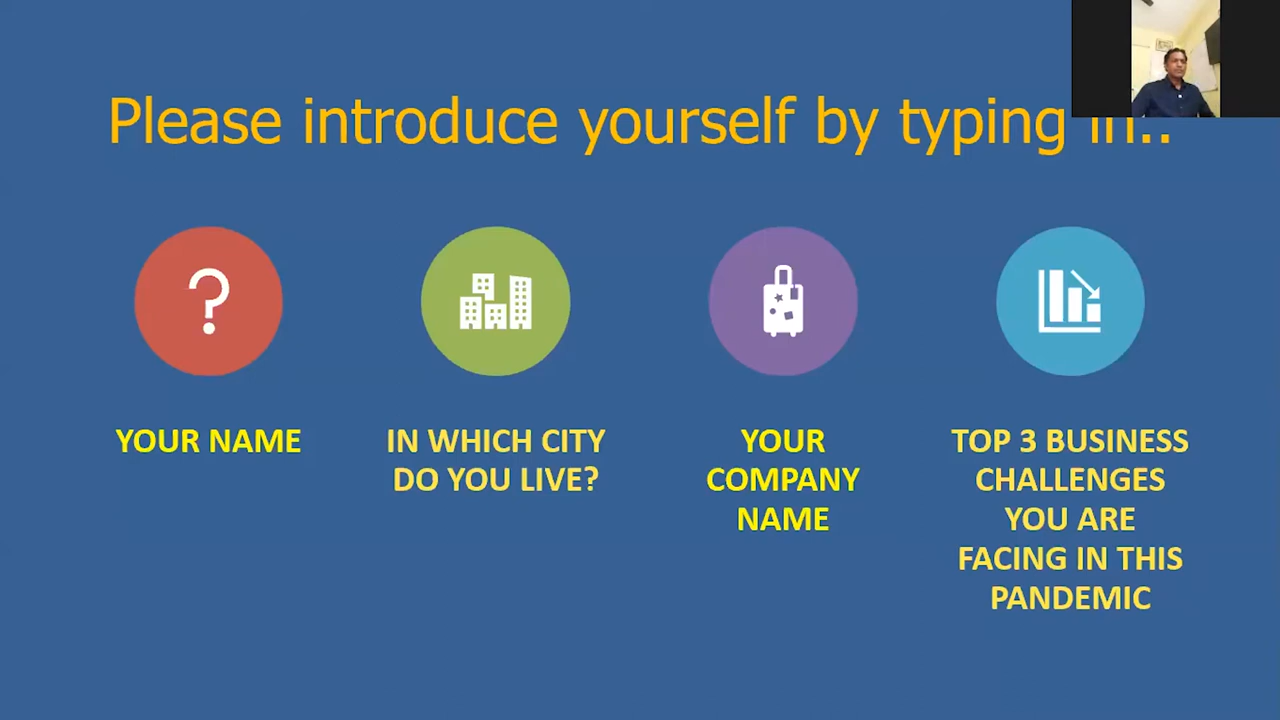 Please introduce yourself by typing in..
YOUR NAME
IN WHICH CITY
DO YOU LIVE?
YOUR
COMPANY
NAME
TOP 3 BUSINESS
CHALLENGES
YOU ARE
FACING IN THIS
PANDEMIC